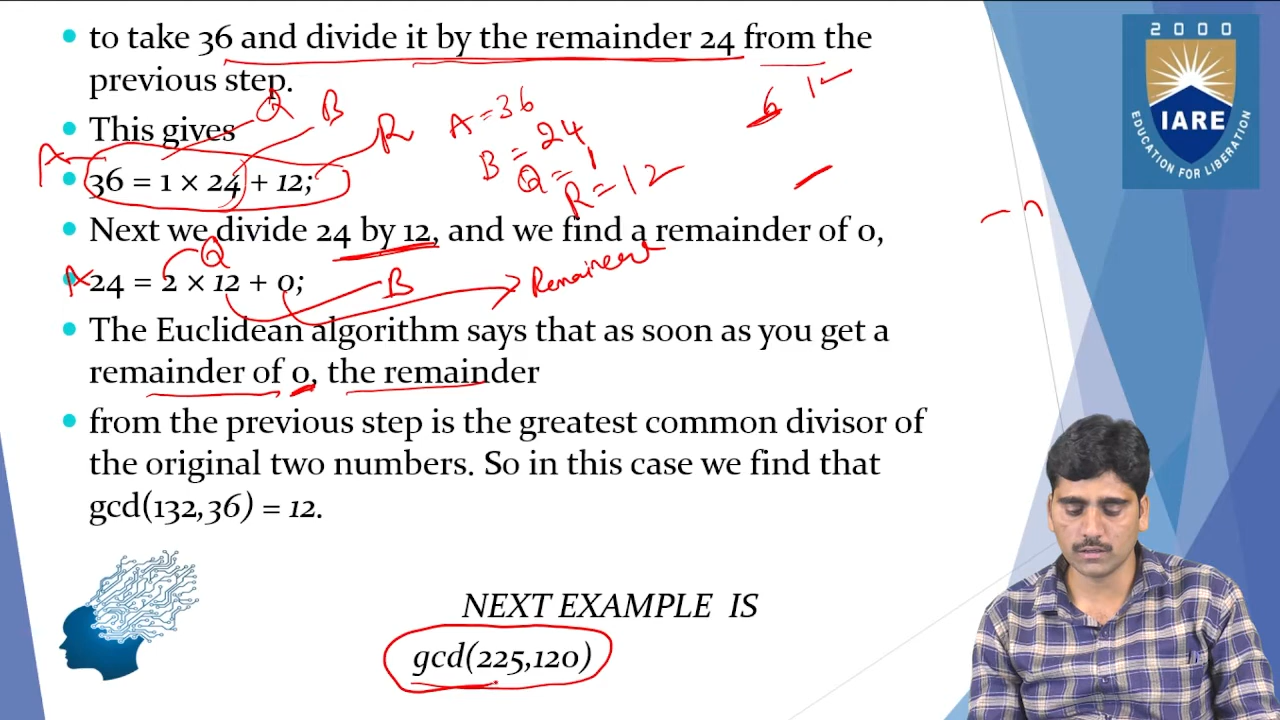 to take 36 and divide it by the remainder 24 from the
previous step.
This gives
36 = 1 × 24 + 12;
Next we divide 24 by 12, and we find a remainder of 0,
24 = 2 × 12 + 0;
The Euclidean algorithm says that as soon as you get a
remainder of 0, the remainder
from the previous step is the greatest common divisor of
the original two numbers. So in this case we find that
gcd(132,36) = 12.
NEXT EXAMPLE IS
gcd(225,120)
A
Q
B
R
A = 36
B = 24
Q = 1
R = 12
A
Q
B
6 1
2000
IARE
EDUCATION FOR LIBERATION